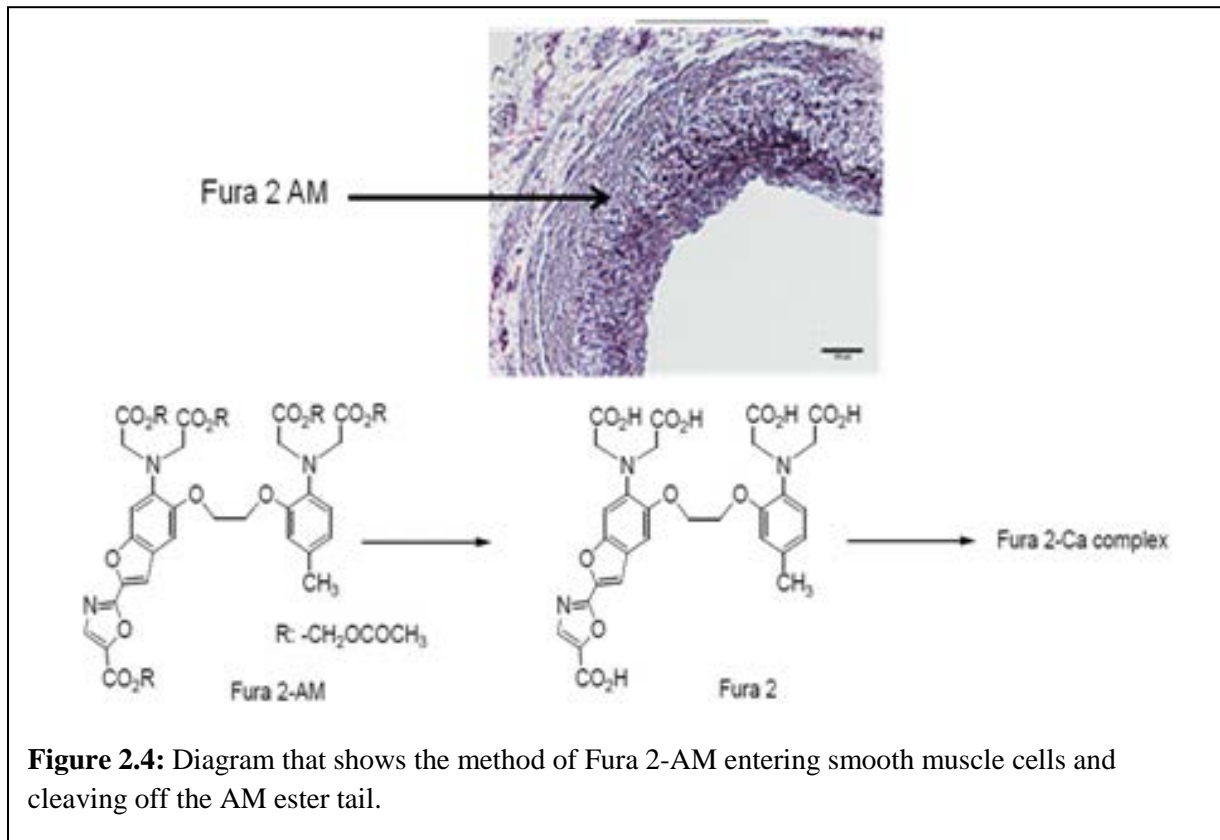 Fura 2 AM
CO₂R
CO₂R
CO₂R
CO₂R
N
N
O
O
O
CH₃
N
O
R: -CH₂OCOCH₃
CO₂R
Fura 2-AM
CO₂H
CO₂H
CO₂H
CO₂H
N
N
O
O
O
CH₃
N
O
CO₂H
Fura 2
Fura 2-Ca complex
Figure 2.4: Diagram that shows the method of Fura 2-AM entering smooth muscle cells and
cleaving off the AM ester tail.